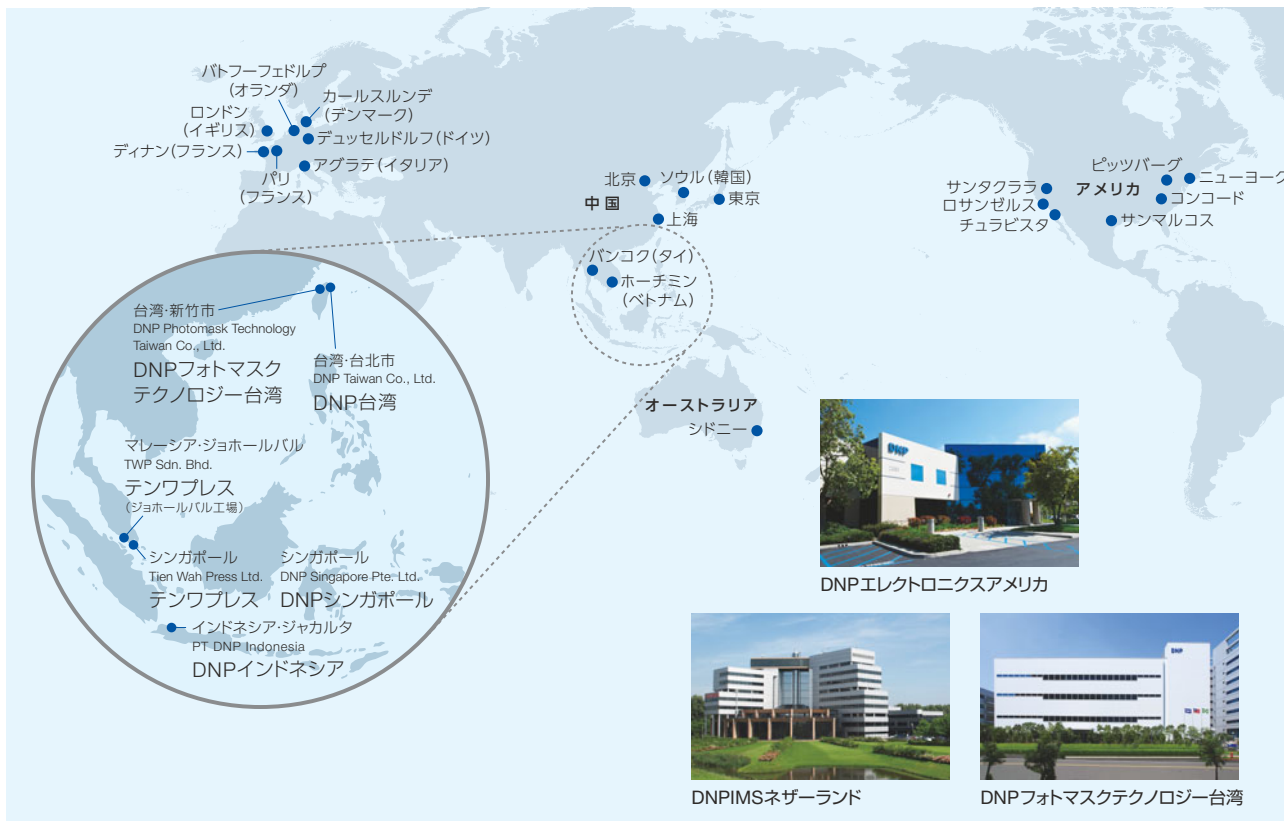 バトフーフェドルプ
(オランダ)
カールスルンデ
(デンマーク)
ロンドン
(イギリス)
デュッセルドルフ(ドイツ)
ディナン(フランス)
アグラテ(イタリア)
パリ
(フランス)
北京
ソウル(韓国)
中国
東京
上海
バンコク(タイ)
ホーチミン
(ベトナム)
ピッツバーグ
ニューヨーク
サンタクララ
アメリカ
コンコード
ロサンゼルス
チュラビスタ
サンマルコス
オーストラリア
シドニー
台湾・新竹市
DNP Photomask Technology
Taiwan Co., Ltd.
DNPフォトマスク
テクノロジー台湾
台湾・台北市
DNP Taiwan Co., Ltd.
DNP台湾
マレーシア・ジョホールバル
TWP Sdn. Bhd.
テンワプレス
(ジョホールバル工場)
シンガポール
Tien Wah Press Ltd.
テンワプレス
シンガポール
DNP Singapore Pte. Ltd.
DNPシンガポール
インドネシア・ジャカルタ
PT DNP Indonesia
DNPインドネシア
DNP
DNPエレクトロニクスアメリカ
DNPIMSネザーランド
DNP
DNPフォトマスクテクノロジー台湾